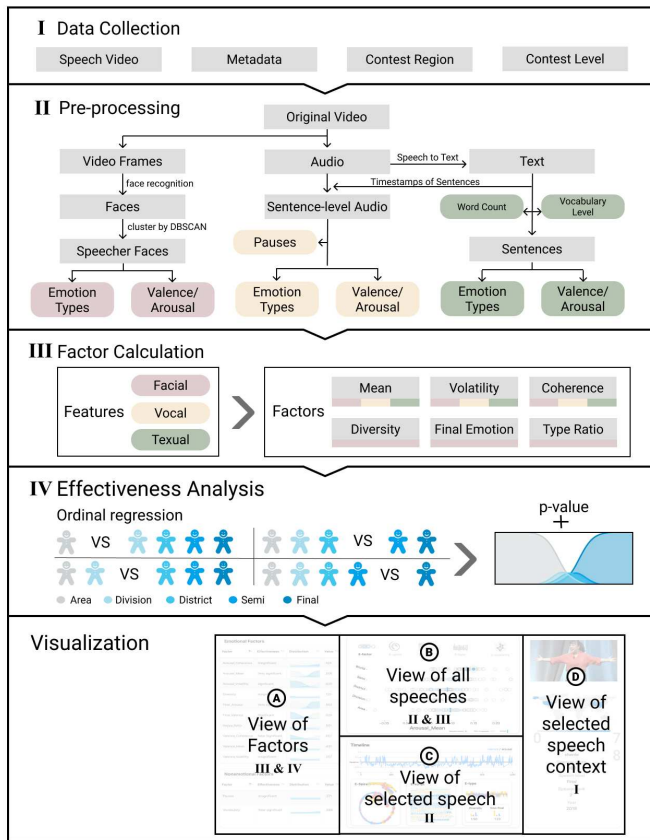 I Data Collection
Speech Video
Metadata
Contest Region
Contest Level
II Pre-processing
Original Video
Video Frames
Audio
Speech to Text
Text
face recognition
Timestamps of Sentences
Faces
Sentence-level Audio
Word Count
Vocabulary
Level
cluster by DBSCAN
Pauses
Speecher Faces
Sentences
Emotion
Types
Valence/
Arousal
Emotion
Types
Valence/
Arousal
Emotion
Types
Valence/
Arousal
III Factor Calculation
Features
Facial
Vocal
Texual
Factors
Mean
Volatility
Coherence
Diversity
Final Emotion
Type Ratio
IV Effectiveness Analysis
Ordinal regression
VS
VS
VS
VS
p-value
Area
Division
District
Semi
Final
Visualization
A
View of
Factors
III & IV
B
View of all
speeches
II & III
C
View of
selected speech
II
D
View of
selected
speech
context
I
Timeline